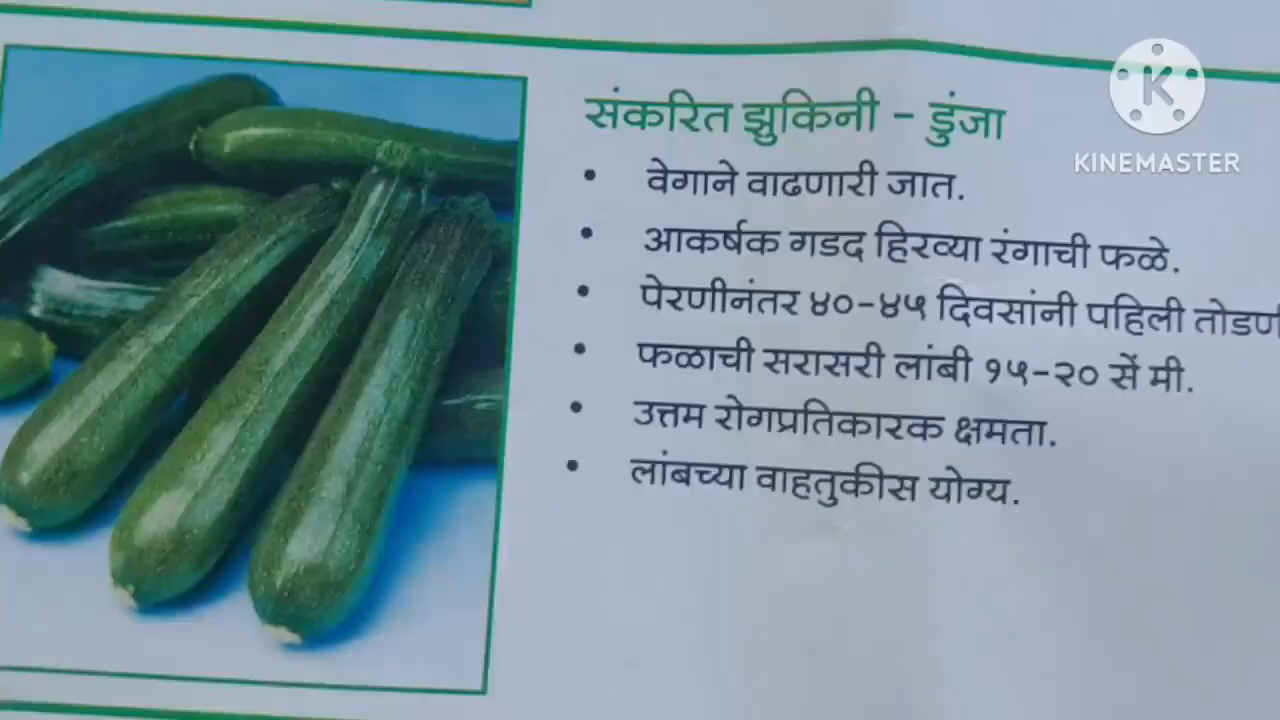 संकरित झुकिनी - डुंजा
• वेगाने वाढणारी जात.
• आकर्षक गडद हिरव्या रंगाची फळे.
• पेरणीनंतर ४०-४५ दिवसांनी पहिली
• फळाची सरासरी लांबी १५-२० सें मी.
• उत्तम रोगप्रतिकारक क्षमता.
• लांबच्या वाहतुकीस योग्य.
K
KINEMASTER